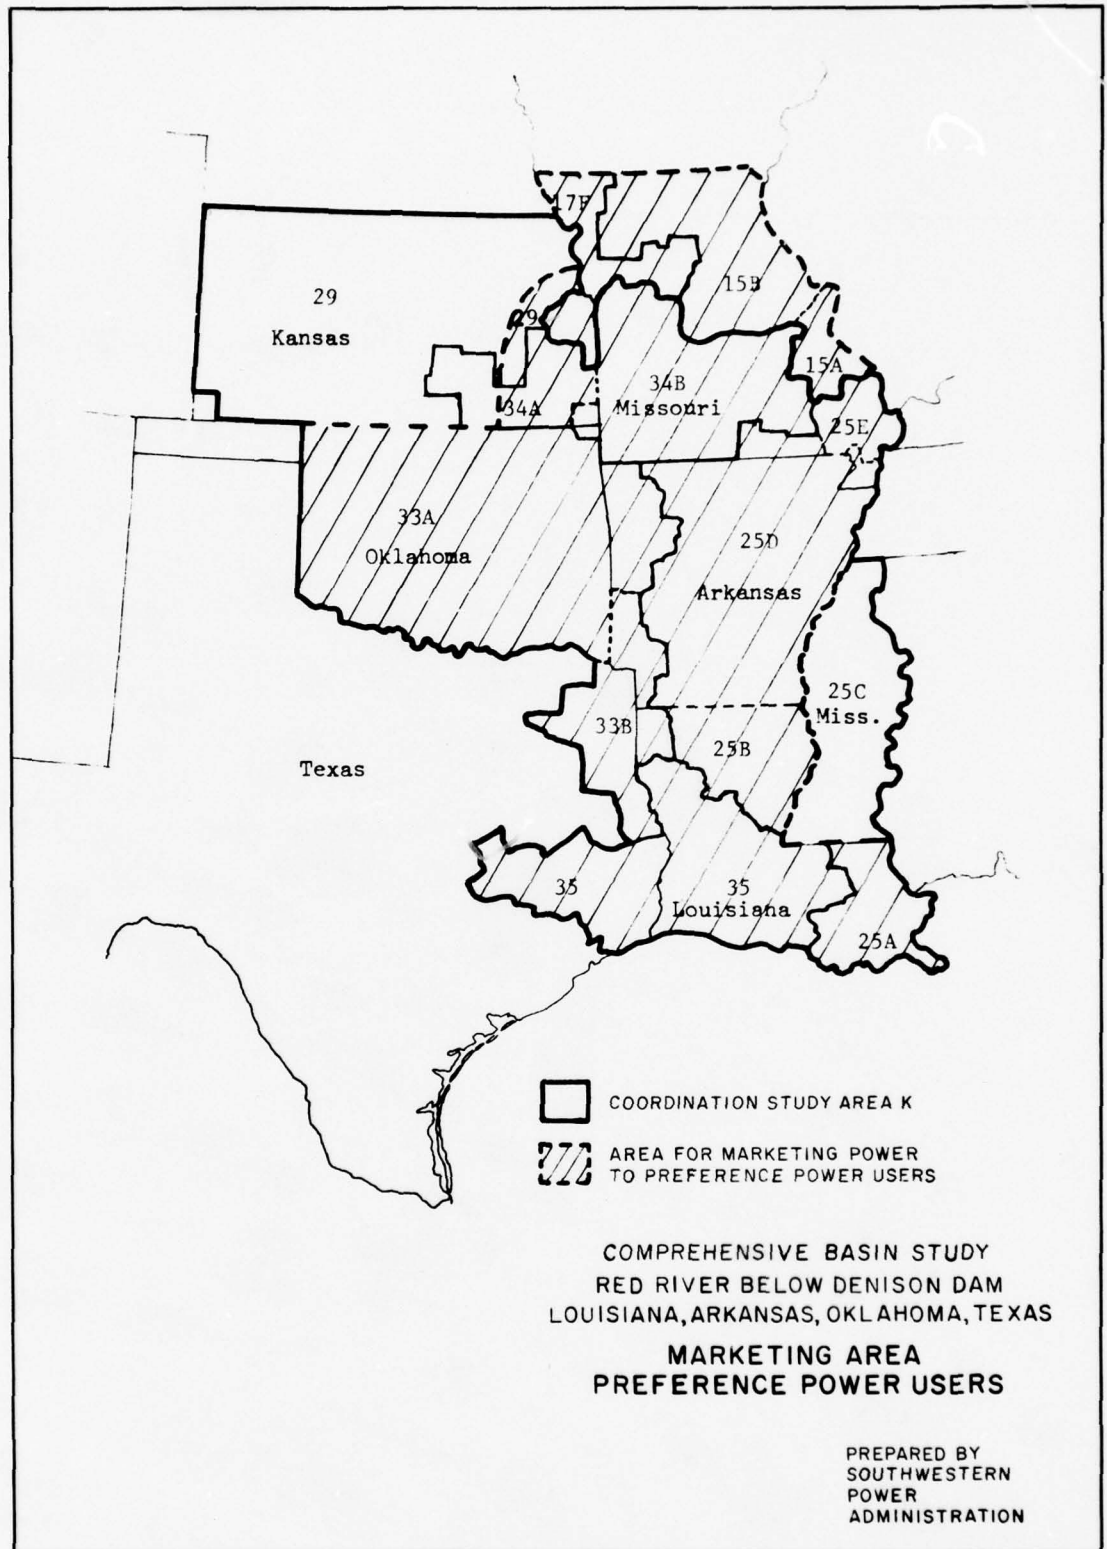 17F
15B
29
Kansas
29
15A
34B
Missouri
34A
25E
33A
Oklahoma
25D
Arkansas
25C
Miss.
33B
25B
Texas
35
35
Louisiana
25A
COORDINATION STUDY AREA K
AREA FOR MARKETING POWER
TO PREFERENCE POWER USERS
COMPREHENSIVE BASIN STUDY
RED RIVER BELOW DENISON DAM
LOUISIANA, ARKANSAS, OKLAHOMA, TEXAS
MARKETING AREA
PREFERENCE POWER USERS
PREPARED BY
SOUTHWESTERN
POWER
ADMINISTRATION